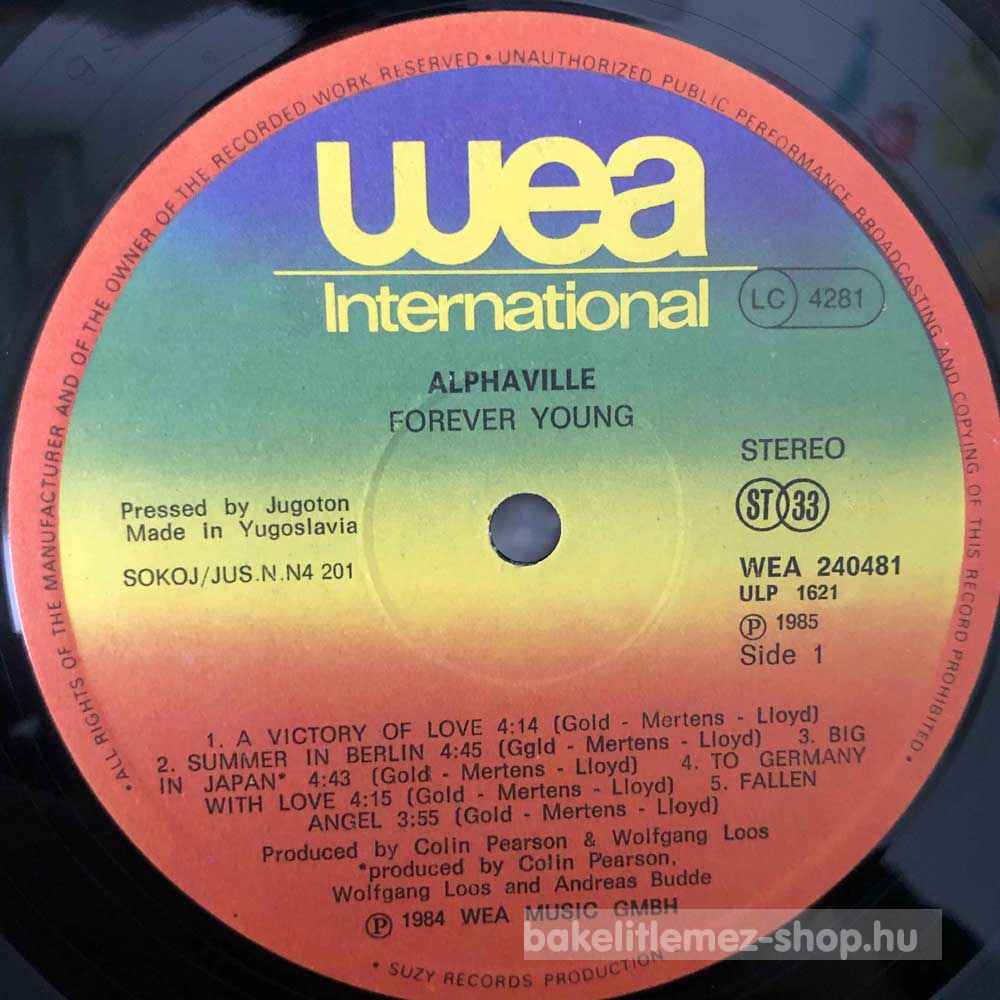 • ALL RIGHTS OF THE MANUFACTURER AND OF THE OWNER OF THE RECORDED WORK RESERVED • UNAUTHORIZED PUBLIC PERFORMANCE BROADCASTING AND COPYING OF THIS RECORD PROHIBITED •
wea
International
LC 4281
ALPHAVILLE
FOREVER YOUNG
STEREO
ST 33
Pressed by Jugoton
Made in Yugoslavia
SOKOJ/JUS.N.N4 201
WEA 240481
ULP 1621
Ⓟ 1985
Side 1
1. A VICTORY OF LOVE 4:14 (Gold - Mertens - Lloyd)
2. SUMMER IN BERLIN 4:45 (Ggld - Mertens - Lloyd) 3. BIG
IN JAPAN* 4:43 (Gold - Mertens - Lloyd) 4. TO GERMANY
WITH LOVE 4:15 (Gold - Mertens - Lloyd) 5. FALLEN
ANGEL 3:55 (Gold - Mertens - Lloyd)
Produced by Colin Pearson & Wolfgang Loos
*produced by Colin Pearson,
Wolfgang Loos and Andreas Budde
Ⓟ 1984 WEA MUSIC GMBH
bakelitlemez-shop.hu
• SUZY RECORDS PRODUCTION